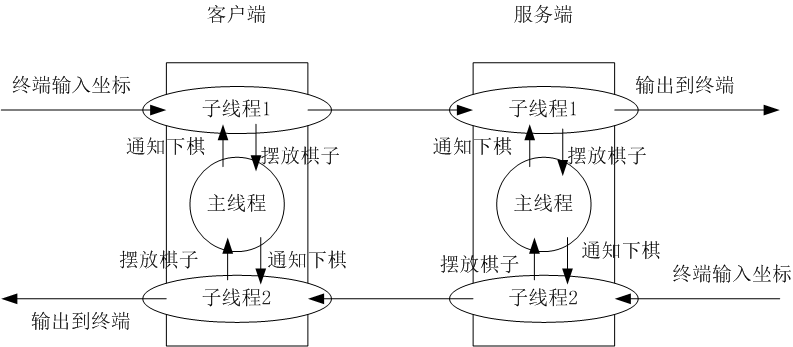 客户端
服务端
终端输入坐标
子线程1
子线程1
输出到终端
通知下棋
摆放棋子
通知下棋
摆放棋子
主线程
主线程
摆放棋子
通知下棋
摆放棋子
通知下棋
终端输入坐标
子线程2
子线程2
输出到终端